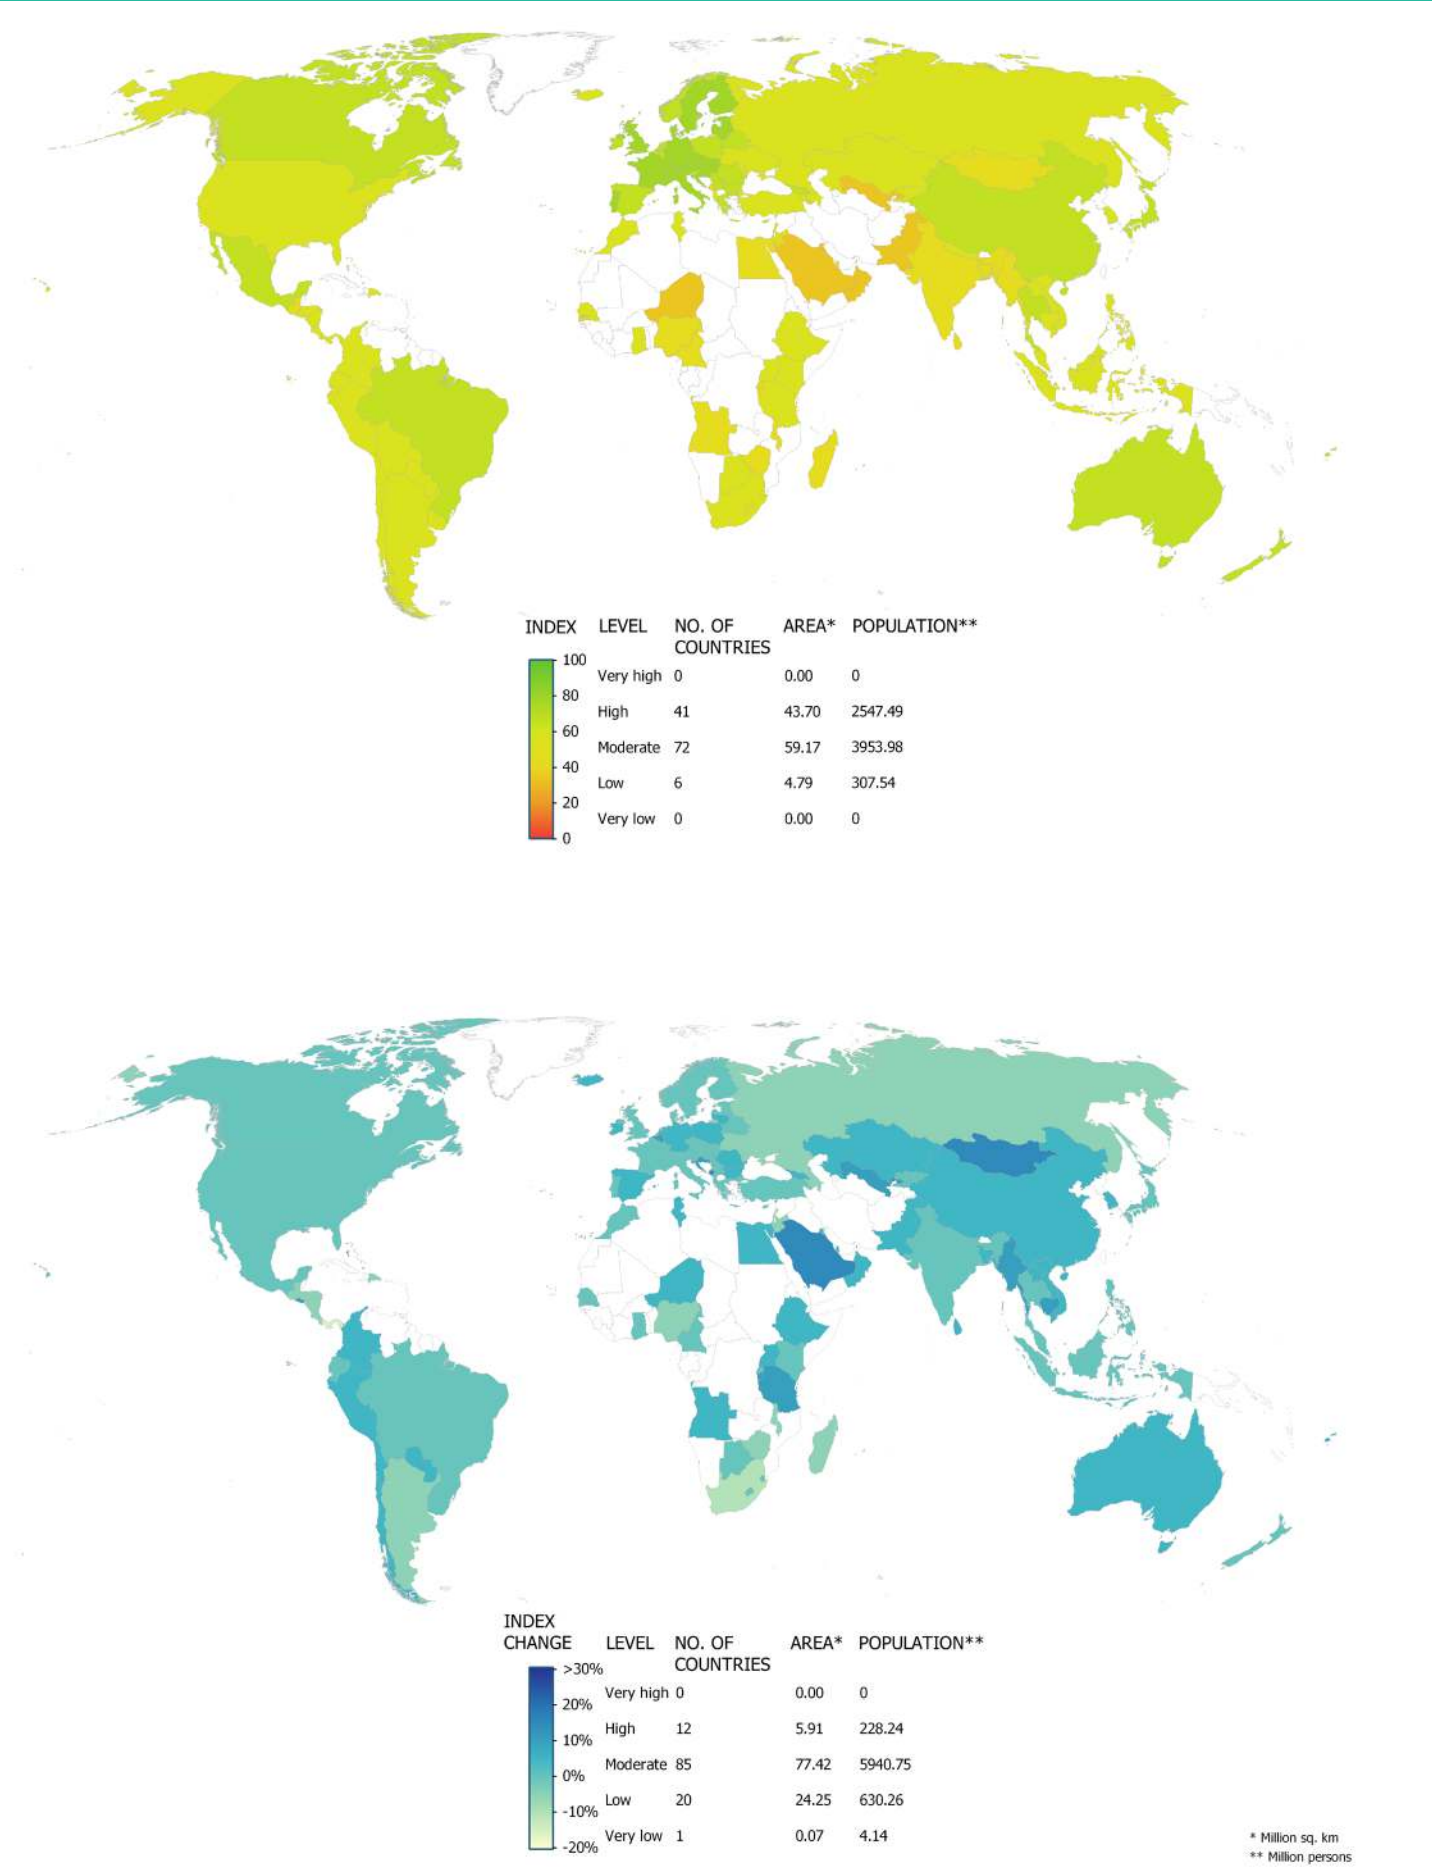 INDEX LEVEL NO. OF COUNTRIES AREA* POPULATION**
100
Very high 0 0.00 0
80
High 41 43.70 2547.49
60
Moderate 72 59.17 3953.98
40
Low 6 4.79 307.54
20
Very low 0 0.00 0
0
INDEX CHANGE LEVEL NO. OF COUNTRIES AREA* POPULATION**
>30%
Very high 0 0.00 0
20%
High 12 5.91 228.24
10%
Moderate 85 77.42 5940.75
0%
Low 20 24.25 630.26
-10%
Very low 1 0.07 4.14
-20%
* Million sq. km
** Million persons